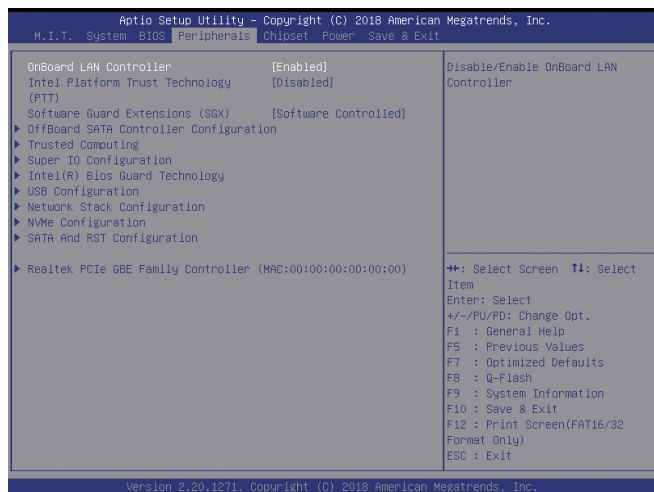 Aptio Setup Utility – Copyright (C) 2018 American Megatrends, Inc.
M.I.T. System BIOS Peripherals Chipset Power Save & Exit
OnBoard LAN Controller [Enabled]
Intel Platform Trust Technology [Disabled]
(PTT)
Software Guard Extensions (SGX) [Software Controlled]
OffBoard SATA Controller Configuration
Trusted Computing
Super IO Configuration
Intel(R) Bios Guard Technology
USB Configuration
Network Stack Configuration
NVMe Configuration
SATA And RST Configuration
Realtek PCIe GBE Family Controller (MAC:00:00:00:00:00:00)
Disable/Enable OnBoard LAN
Controller
→←: Select Screen ↑↓: Select
Item
Enter: Select
+/-/PU/PD: Change Opt.
F1 : General Help
F5 : Previous Values
F7 : Optimized Defaults
F8 : Q-Flash
F9 : System Information
F10 : Save & Exit
F12 : Print Screen(FAT16/32
Format Only)
ESC : Exit
Version 2.20.1271. Copyright (C) 2018 American Megatrends, Inc.